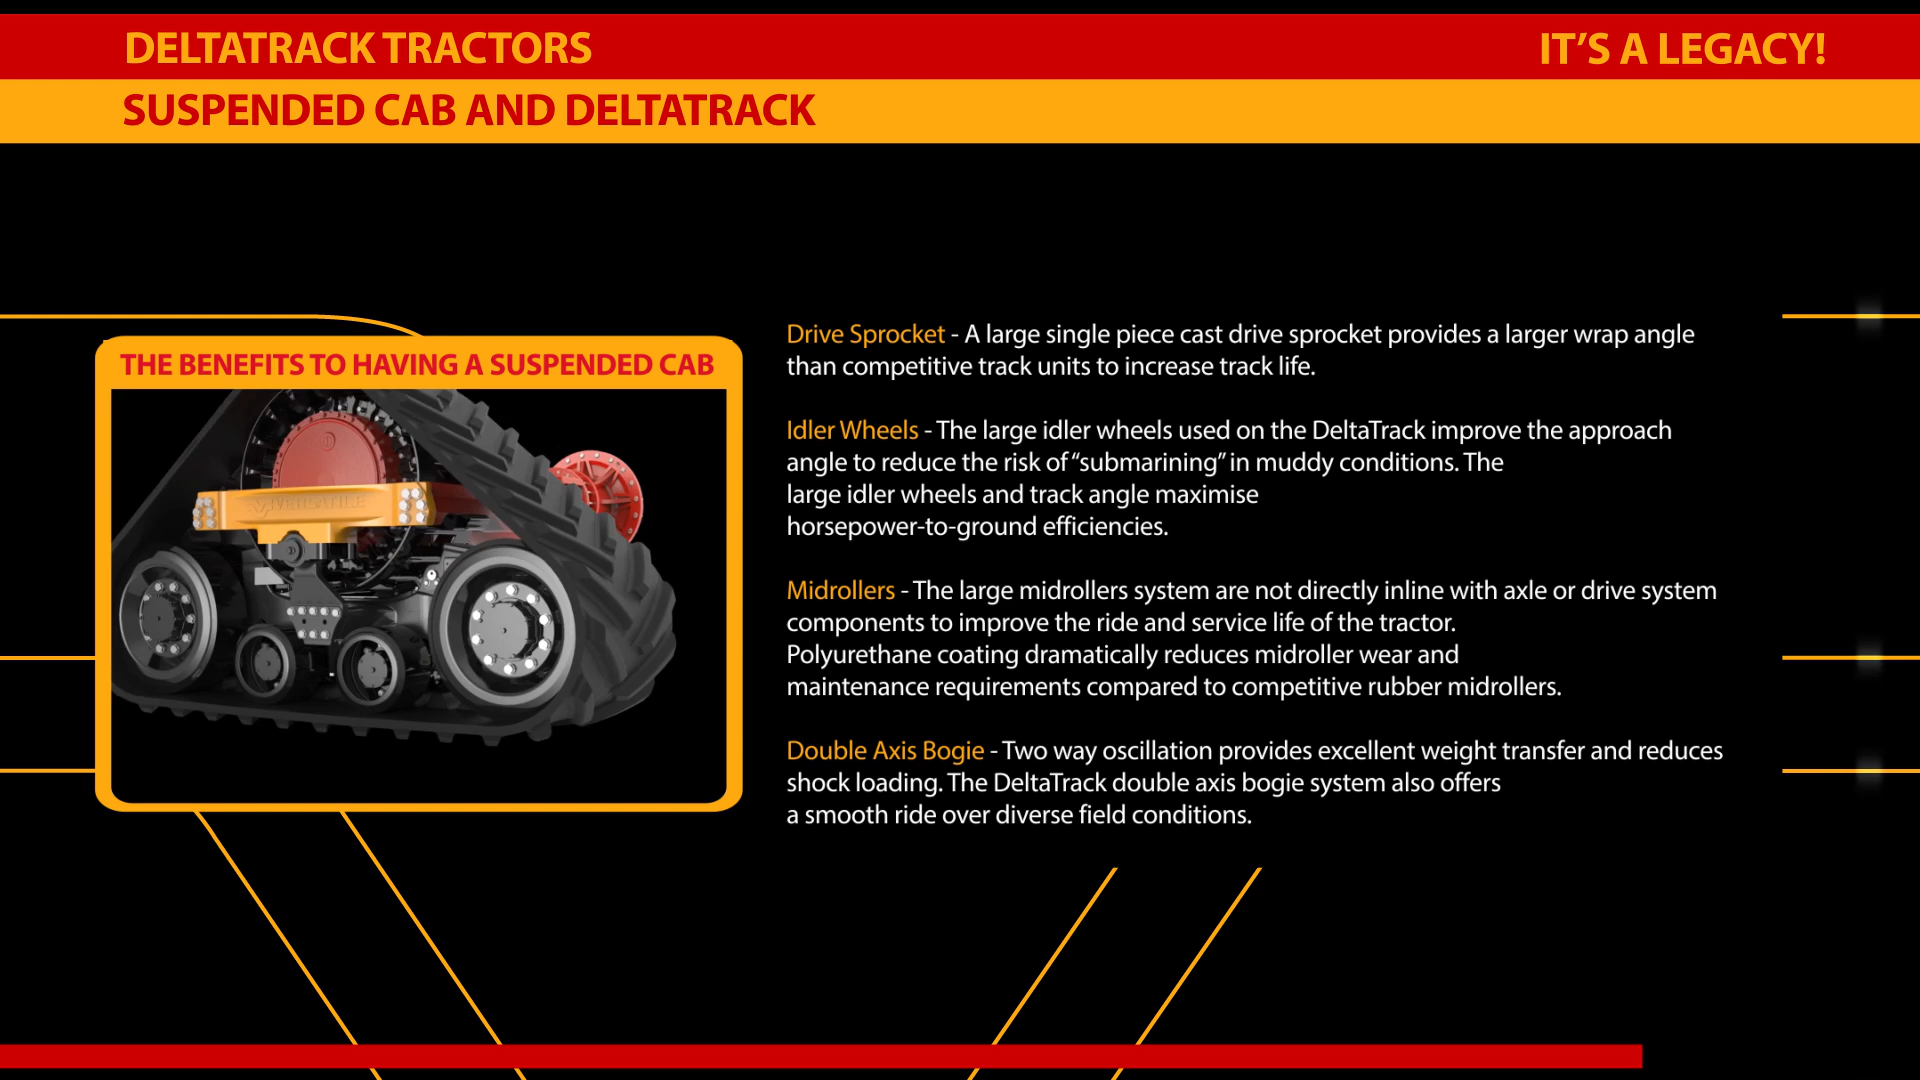 DELTATRACK TRACTORS
IT’S A LEGACY!
SUSPENDED CAB AND DELTATRACK
THE BENEFITS TO HAVING A SUSPENDED CAB
VERSATILE
Drive Sprocket - A large single piece cast drive sprocket provides a larger wrap angle
than competitive track units to increase track life.
Idler Wheels - The large idler wheels used on the DeltaTrack improve the approach
angle to reduce the risk of “submarining” in muddy conditions. The
large idler wheels and track angle maximise
horsepower-to-ground efficiencies.
Midrollers - The large midrollers system are not directly inline with axle or drive system
components to improve the ride and service life of the tractor.
Polyurethane coating dramatically reduces midroller wear and
maintenance requirements compared to competitive rubber midrollers.
Double Axis Bogie - Two way oscillation provides excellent weight transfer and reduces
shock loading. The DeltaTrack double axis bogie system also offers
a smooth ride over diverse field conditions.